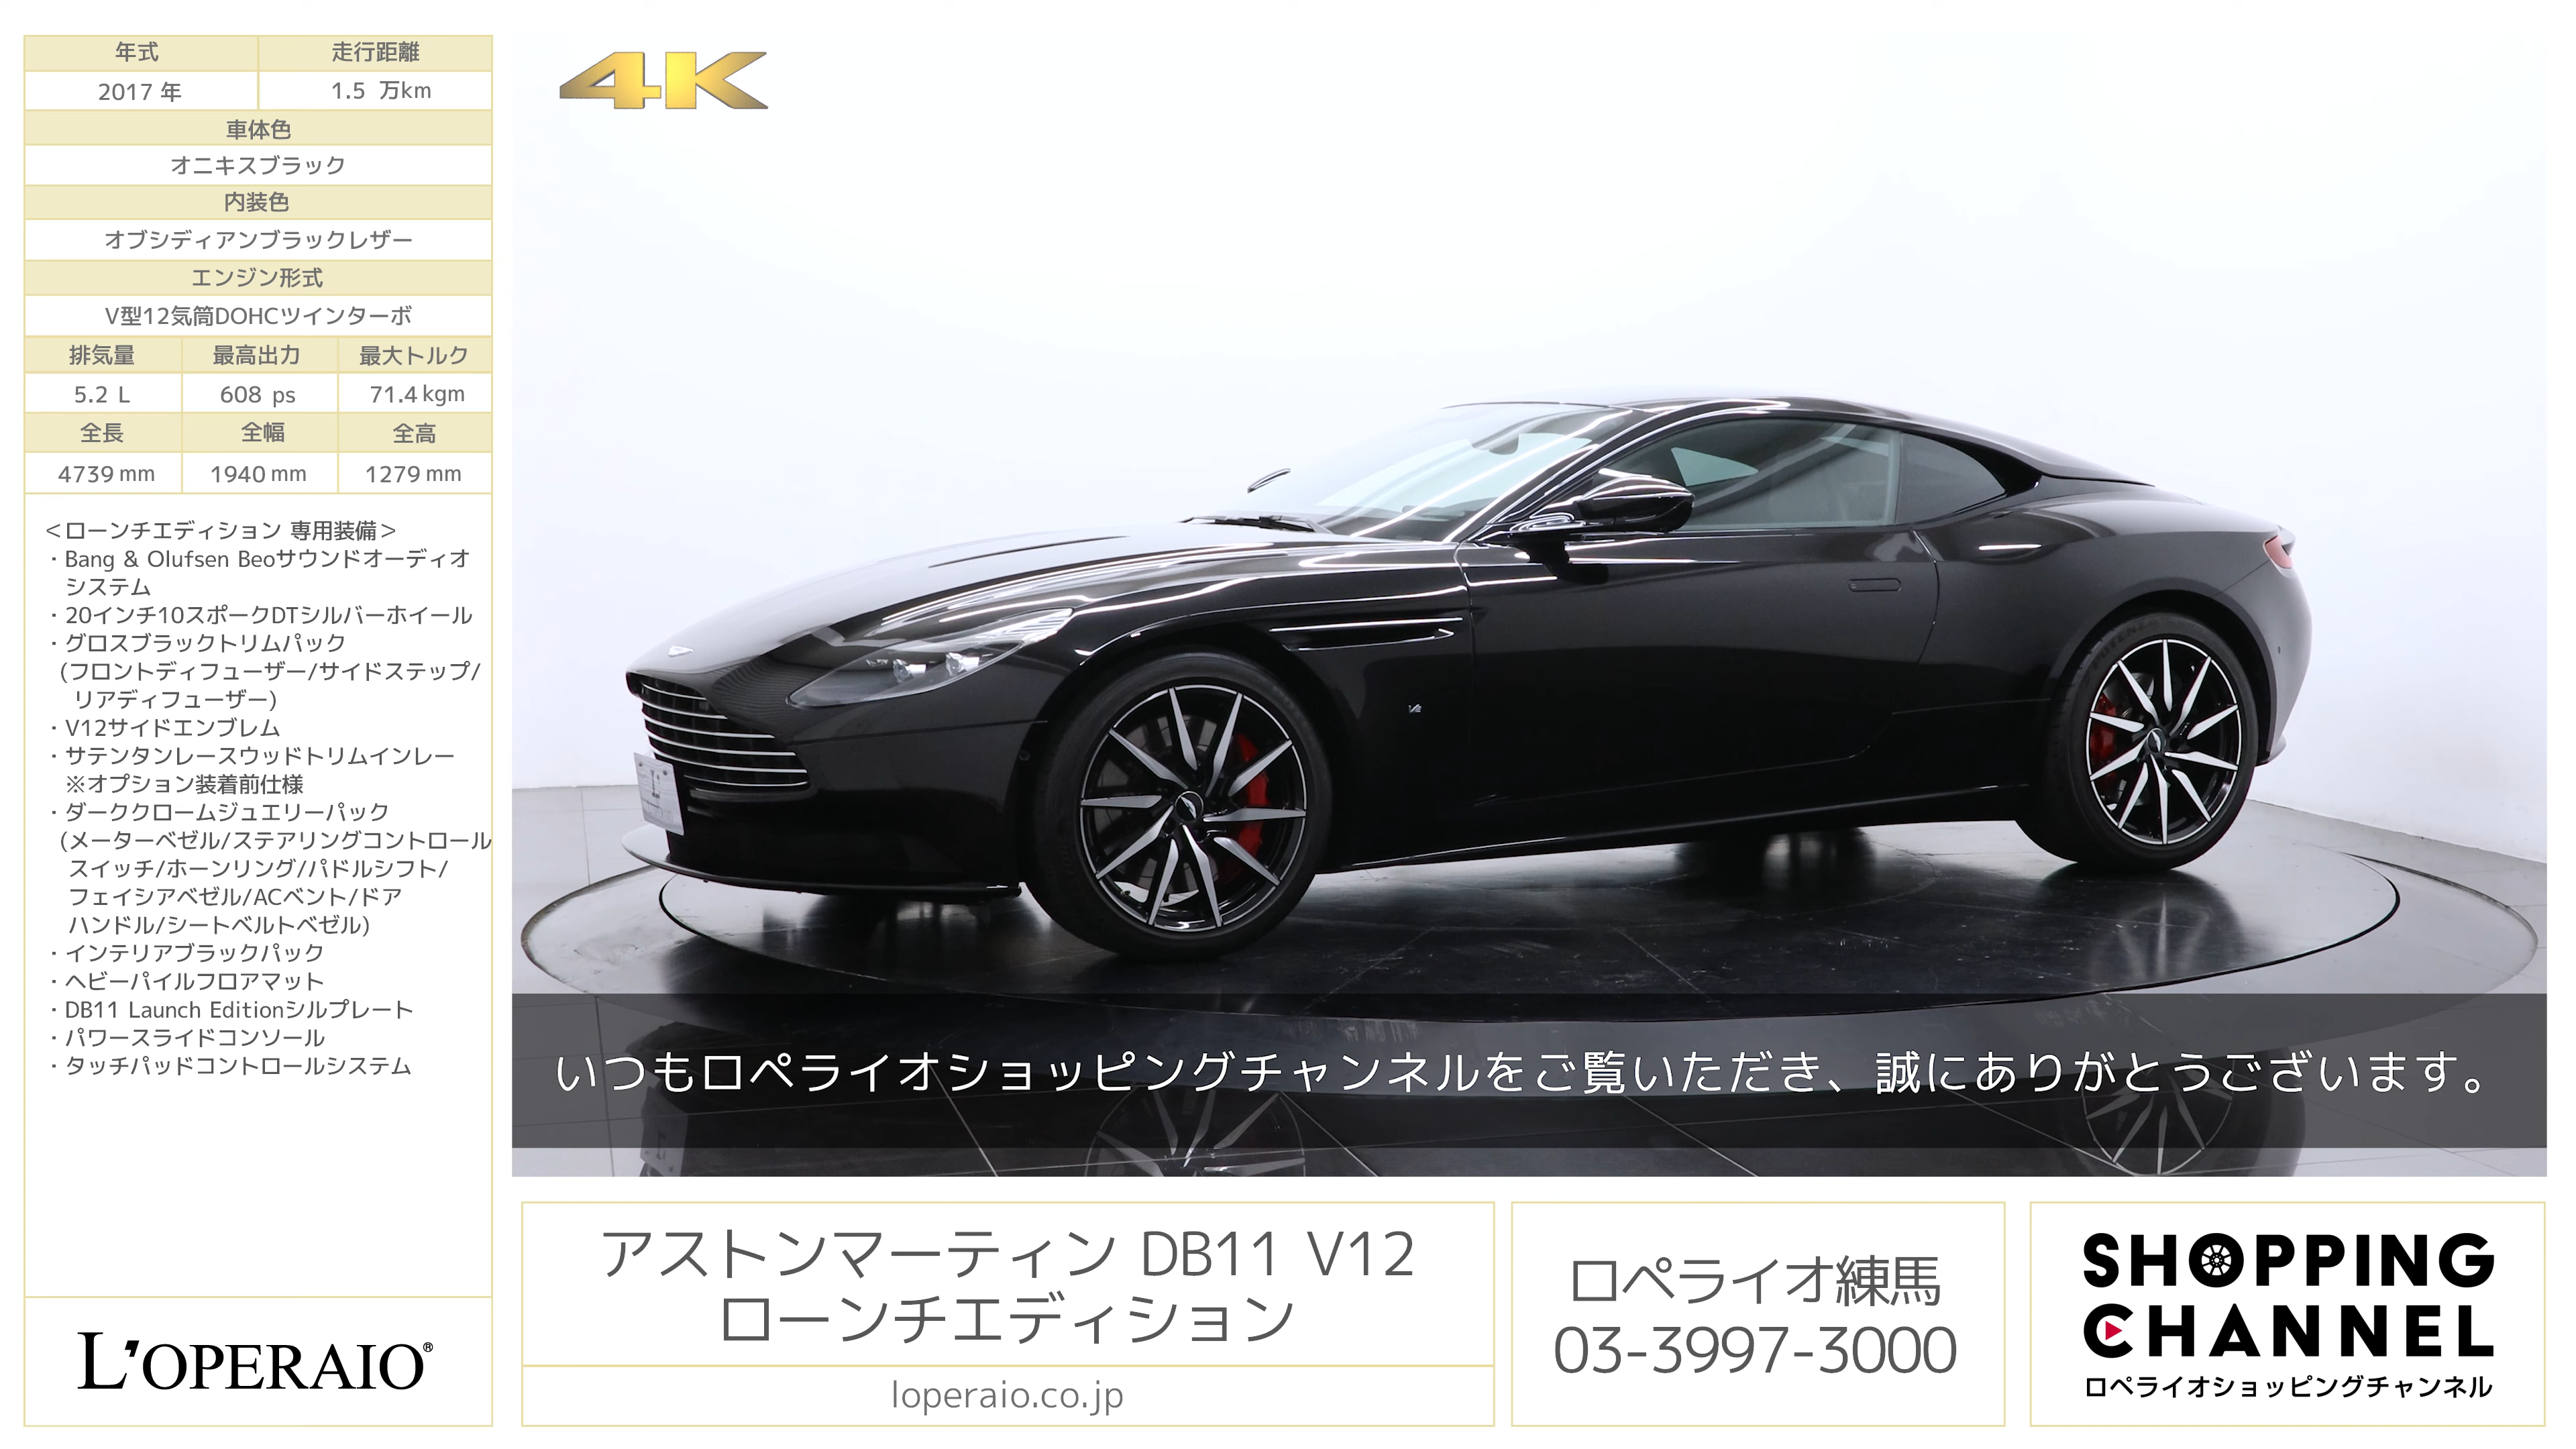 年式 走行距離
2017 年 1.5 万km
車体色
オニキスブラック
内装色
オブシディアンブラックレザー
エンジン形式
V型12気筒DOHCツインターボ
排気量 最高出力 最大トルク
5.2 L 608 ps 71.4 kgm
全長 全幅 全高
4739 mm 1940 mm 1279 mm
＜ローンチエディション 専用装備＞
・Bang & Olufsen Beoサウンドオーディオ
システム
・20インチ10スポークDTシルバーホイール
・グロスブラックトリムパック
(フロントディフューザー/サイドステップ/
リアディフューザー)
・V12サイドエンブレム
・サテンタンレースウッドトリムインレー
※オプション装着前仕様
・ダーククロームジュエリーパック
(メーターベゼル/ステアリングコントロール
スイッチ/ホーンリング/パドルシフト/
フェイシアベゼル/ACベント/ドア
ハンドル/シートベルトベゼル)
・インテリアブラックパック
・ヘビーパイルフロアマット
・DB11 Launch Editionシルプレート
・パワースライドコンソール
・タッチパッドコントロールシステム
L'OPERAIO®
4K
いつもロペライオショッピングチャンネルをご覧いただき、誠にありがとうございます。
アストンマーティン DB11 V12
ローンチエディション
loperaio.co.jp
ロペライオ練馬
03-3997-3000
SHOPPING
CHANNEL
ロペライオショッピングチャンネル